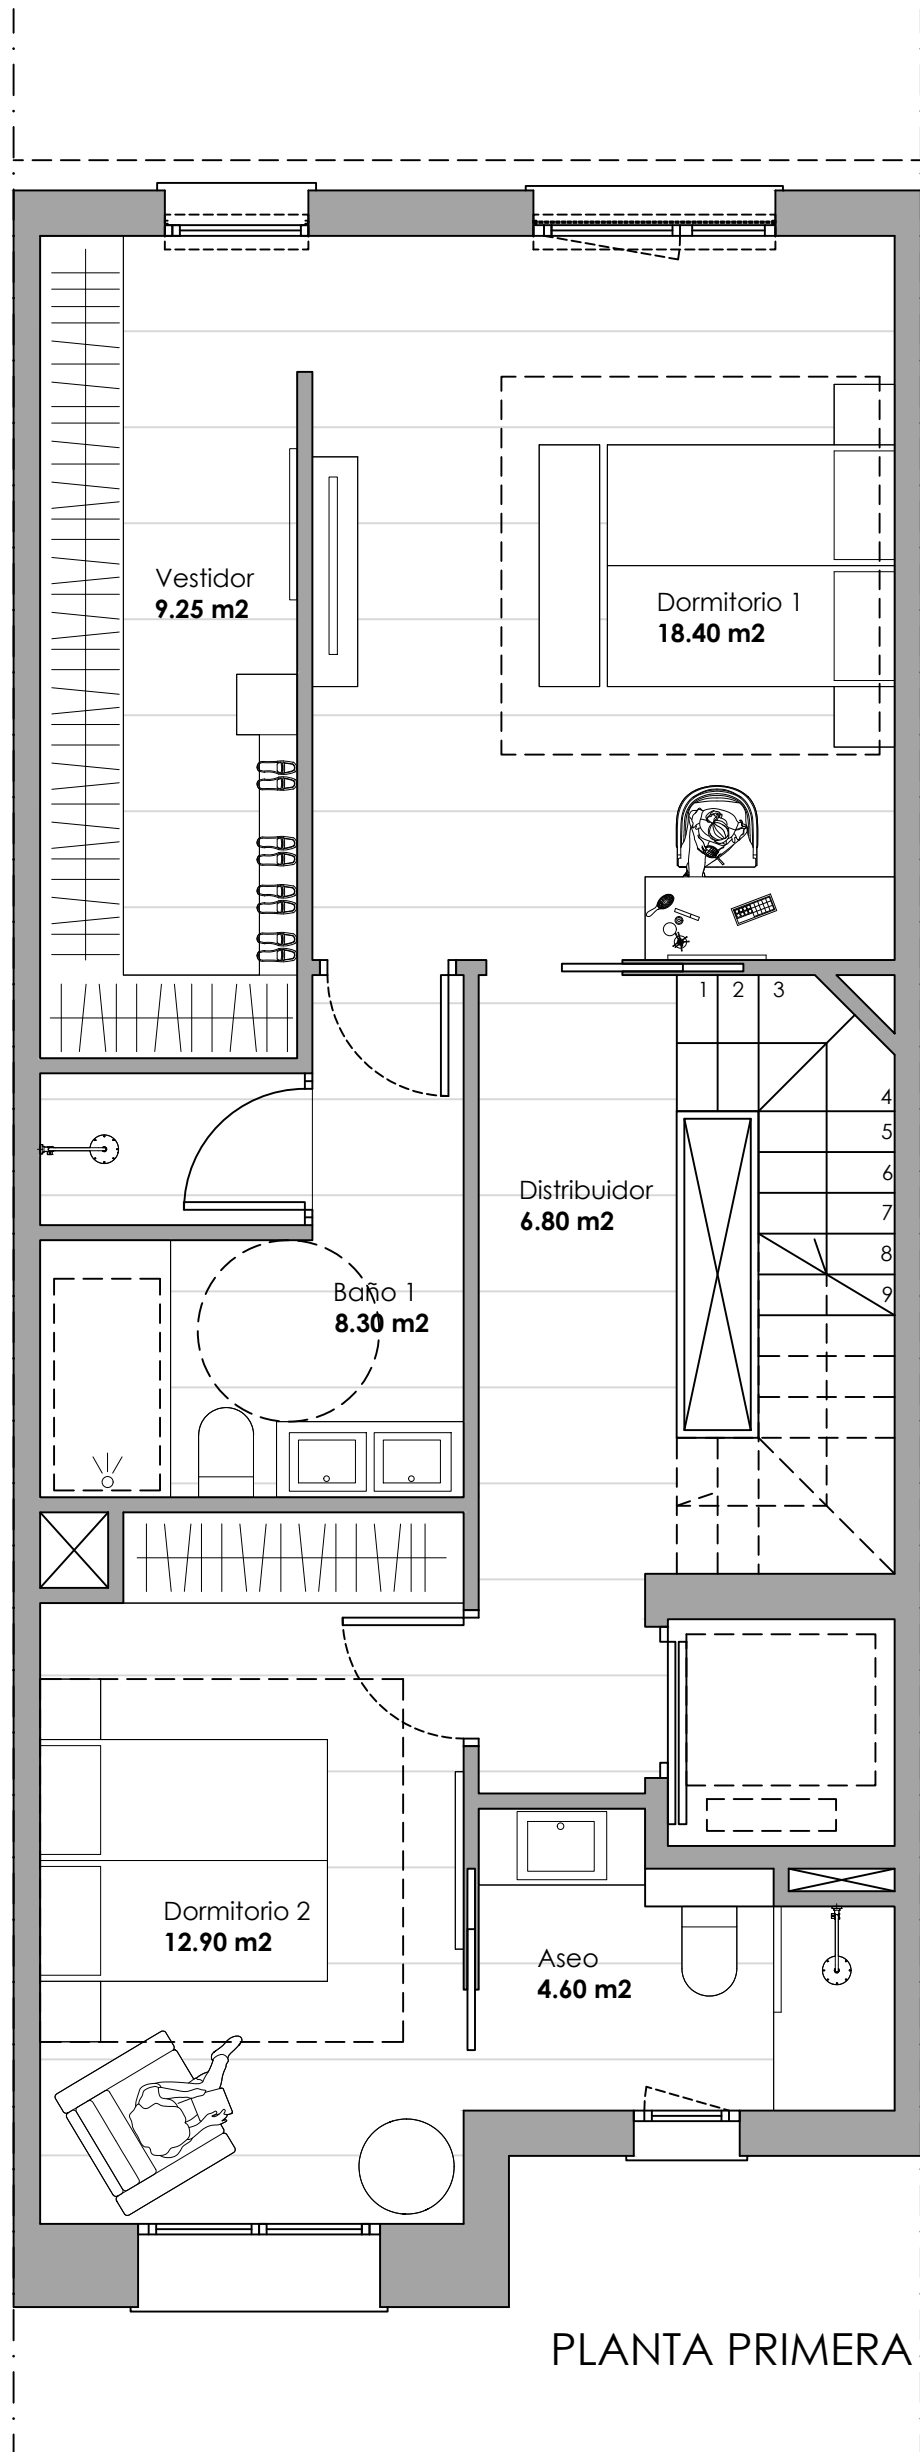 Vestidor
9.25 m2
Dormitorio 1
18.40 m2
1 2 3
4
5
6
7
8
9
Distribuidor
6.80 m2
Baño 1
8.30 m2
Dormitorio 2
12.90 m2
Aseo
4.60 m2
PLANTA PRIMERA